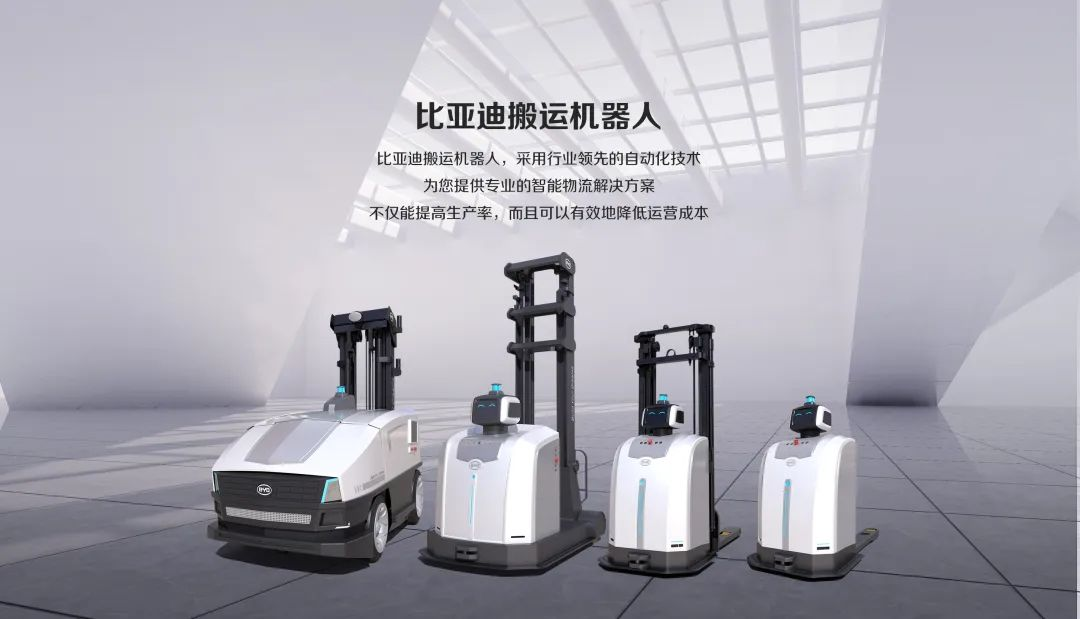 比亚迪搬运机器人
比亚迪搬运机器人，采用行业领先的自动化技术
为您提供专业的智能物流解决方案
不仅能提高生产率，而且可以有效地降低运营成本
BYD